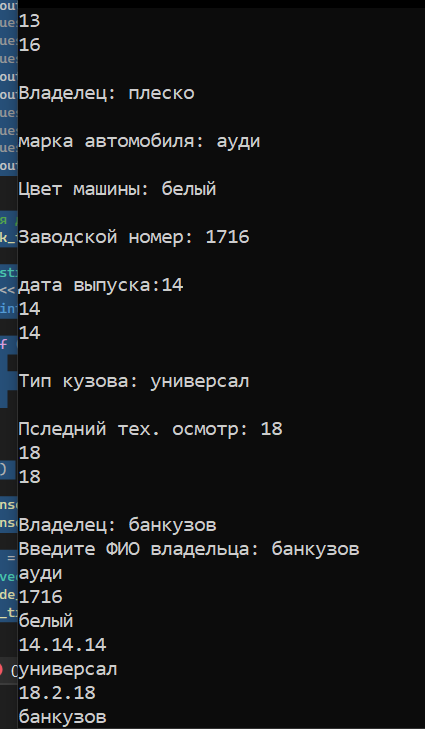 13
16
Владелец: плеско
марка автомобиля: ауди
Цвет машины: белый
Заводской номер: 1716
дата выпуска:14
14
14
Тип кузова: универсал
Пследний тех. осмотр: 18
18
18
Владелец: банкузов
Введите ФИО владельца: банкузов
ауди
1716
белый
14.14.14
универсал
18.2.18
банкузов